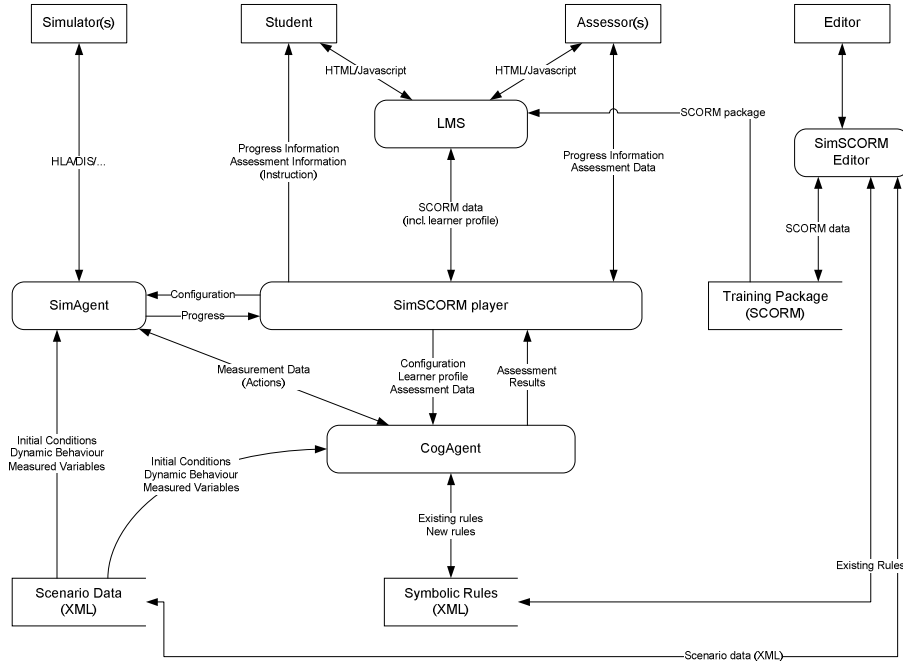 Simulator(s)
Student
Assessor(s)
Editor
HTML/Javascript
HTML/Javascript
LMS
SCORM package
SimSCORM
Editor
HLA/DIS/...
Progress Information
Assessment Information
(Instruction)
Progress Information
Assessment Data
SCORM data
(incl. learner profile)
SCORM data
SimAgent
Configuration
Progress
SimSCORM player
Training Package
(SCORM)
Measurement Data
(Actions)
Configuration
Learner profile
Assessment Data
Assessment
Results
Initial Conditions
Dynamic Behaviour
Measured Variables
Initial Conditions
Dynamic Behaviour
Measured Variables
CogAgent
Existing rules
New rules
Existing Rules
Scenario Data
(XML)
Symbolic Rules
(XML)
Scenario data (XML)